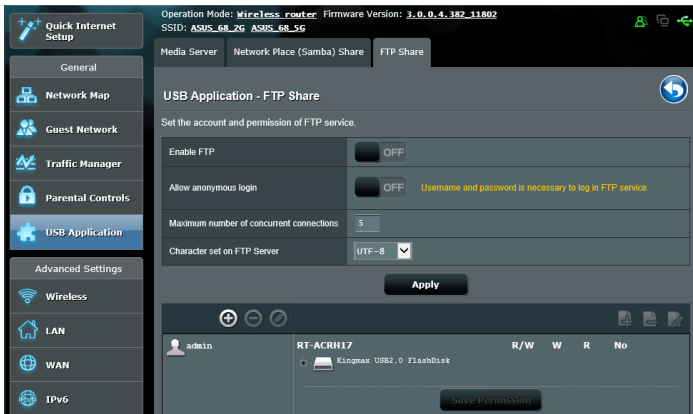 Operation Mode: Wireless router Firmware Version: 3.0.0.4.382_11802
SSID: ASUS_68_2G ASUS_68_5G
Quick Internet
Setup
General
Network Map
Guest Network
Traffic Manager
Parental Controls
USB Application
Advanced Settings
Wireless
LAN
WAN
IPv6
Media Server Network Place (Samba) Share FTP Share
USB Application - FTP Share
Set the account and permission of FTP service.
Enable FTP OFF
Allow anonymous login OFF Username and password is necessary to log in FTP service.
Maximum number of concurrent connections 5
Character set on FTP Server UTF-8
Apply
admin RT-ACRH17 R/W W R No
Kingmax USB2.0 FlashDisk
Save Permission